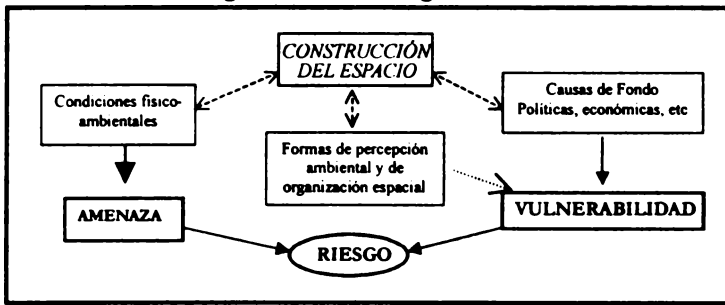 CONSTRUCCIÓN
DEL ESPACIO
Condiciones físico-
ambientales
Causas de Fondo
Políticas, económicas, etc
Formas de percepción
ambiental y de
organización espacial
AMENAZA
VULNERABILIDAD
RIESGO